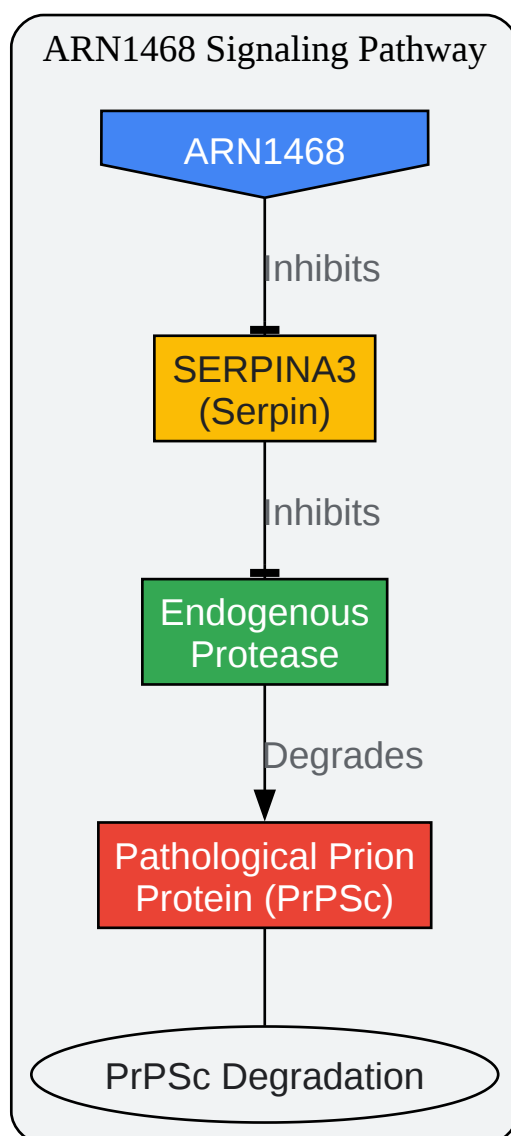 ARN1468 Signaling Pathway
ARN1468
Inhibits
SERPINA3
(Serpin)
Inhibits
Endogenous
Protease
Degrades
Pathological Prion
Protein (PrPSc)
PrPSc Degradation